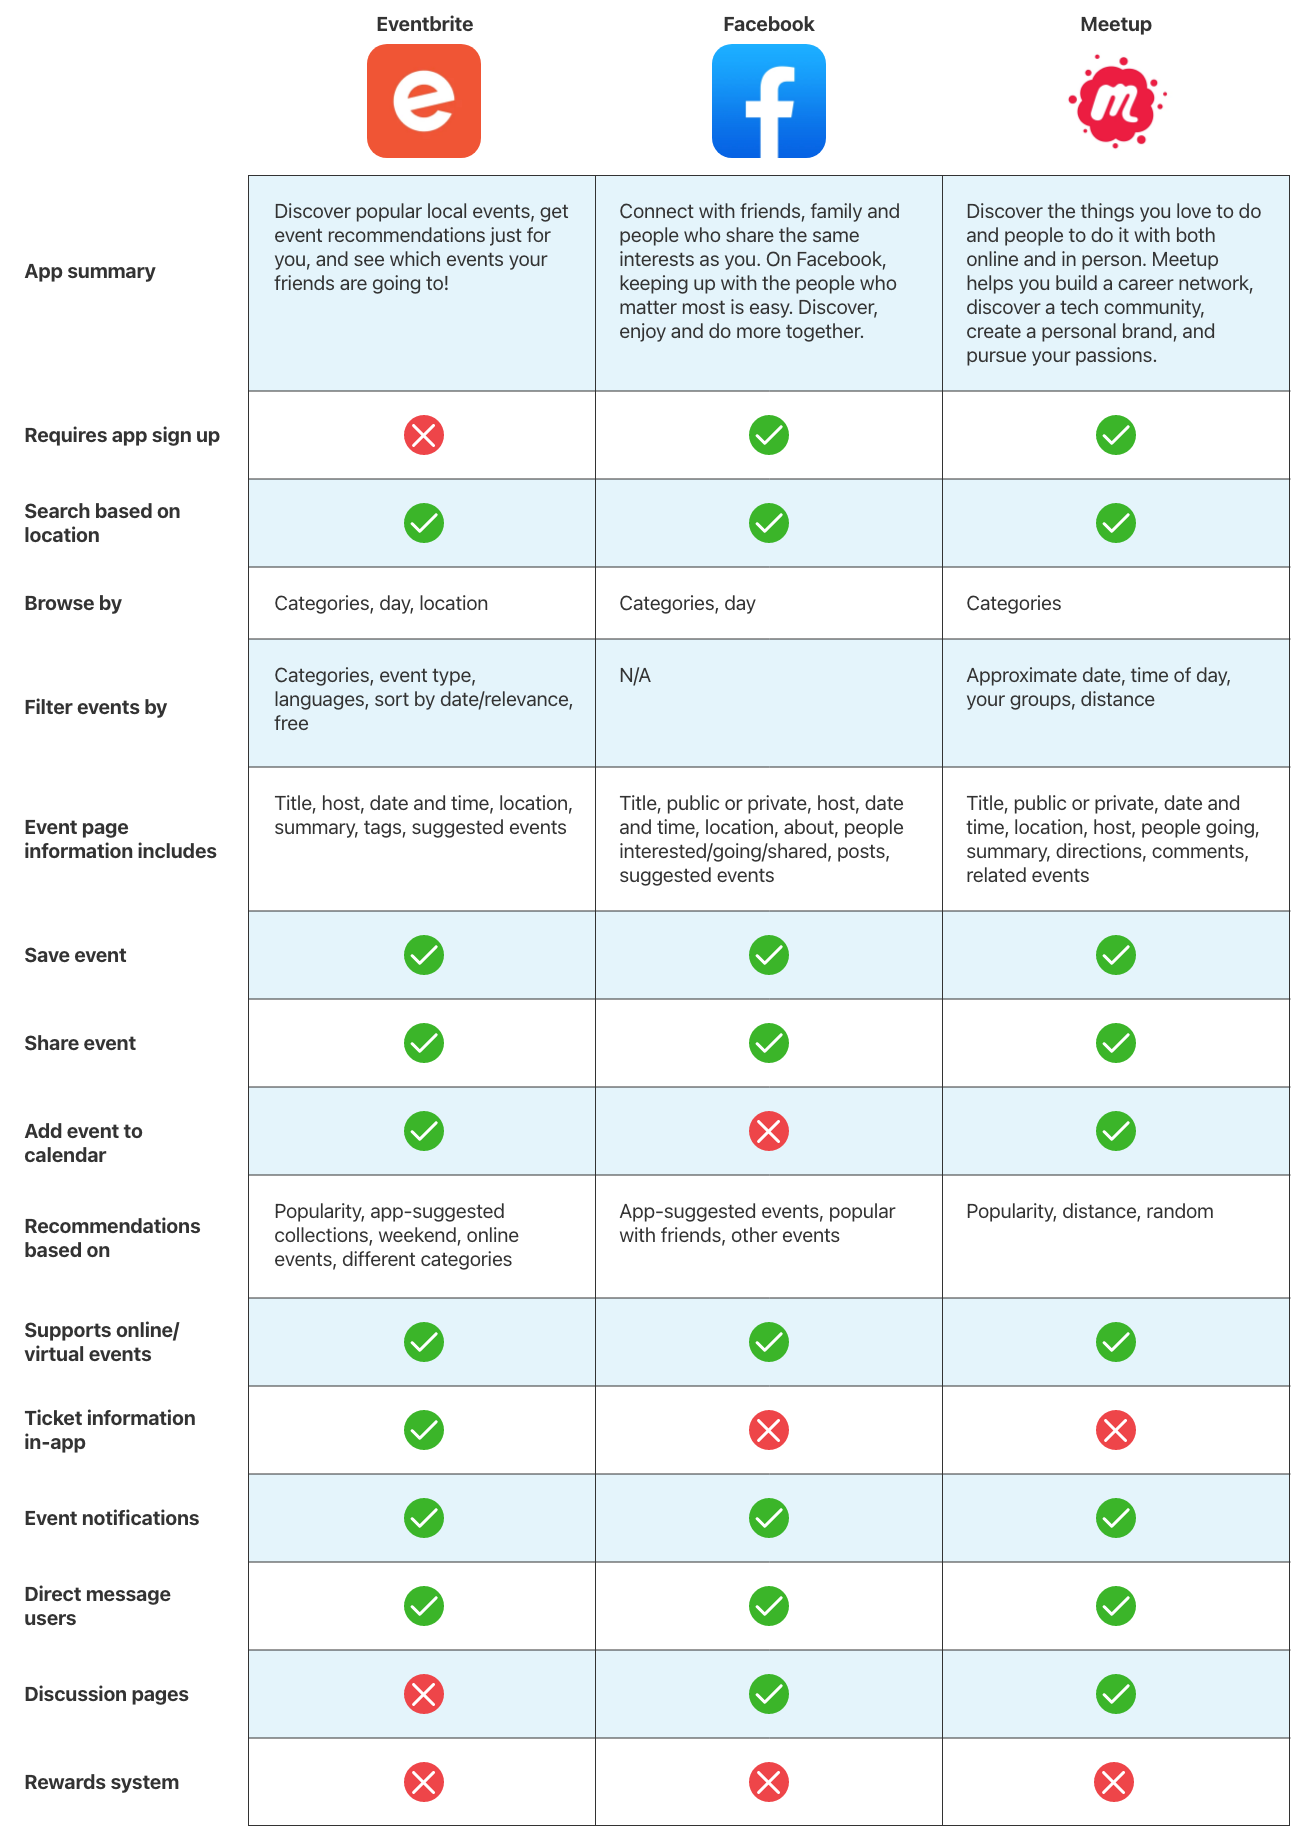 Eventbrite
Facebook
Meetup
App summary
Discover popular local events, get
event recommendations just for
you, and see which events your
friends are going to!
Connect with friends, family and
people who share the same
interests as you. On Facebook,
keeping up with the people who
matter most is easy. Discover,
enjoy and do more together.
Discover the things you love to do
and people to do it with both
online and in person. Meetup
helps you build a career network,
discover a tech community,
create a personal brand, and
pursue your passions.
Requires app sign up
Search based on
location
Browse by
Categories, day, location
Categories, day
Categories
Filter events by
Categories, event type,
languages, sort by date/relevance,
free
N/A
Approximate date, time of day,
your groups, distance
Event page
information includes
Title, host, date and time, location,
summary, tags, suggested events
Title, public or private, host, date
and time, location, about, people
interested/going/shared, posts,
suggested events
Title, public or private, date and
time, location, host, people going,
summary, directions, comments,
related events
Save event
Share event
Add event to
calendar
Recommendations
based on
Popularity, app-suggested
collections, weekend, online
events, different categories
App-suggested events, popular
with friends, other events
Popularity, distance, random
Supports online/
virtual events
Ticket information
in-app
Event notifications
Direct message
users
Discussion pages
Rewards system